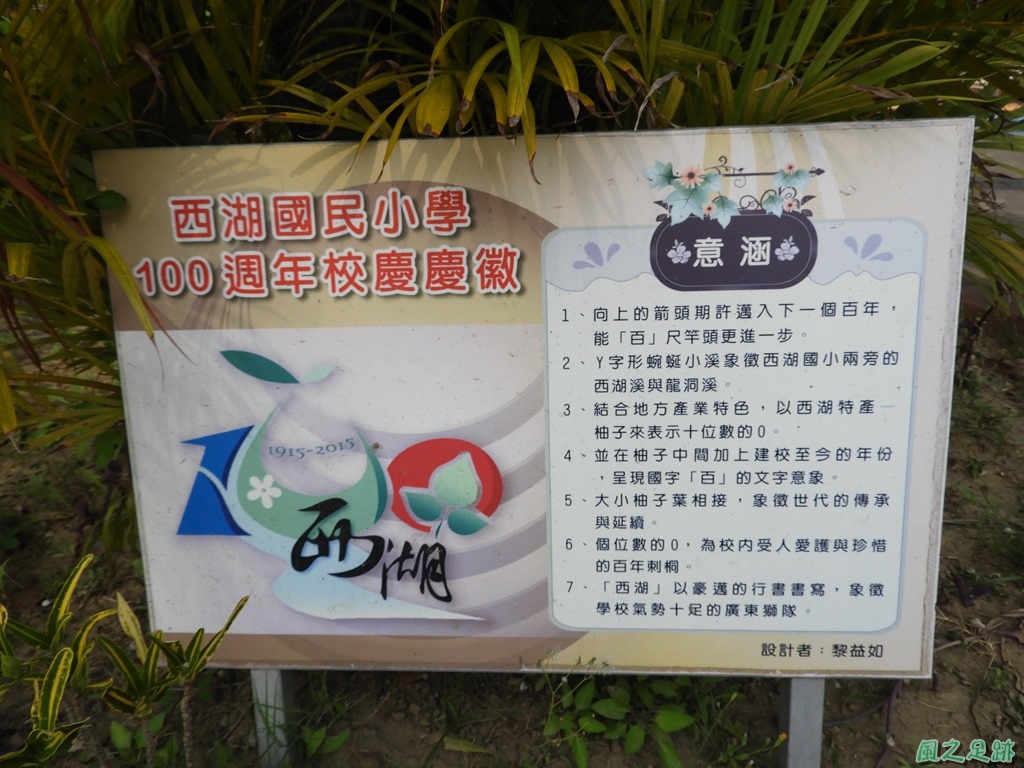 西湖國民小學
100週年校慶慶徽
1915-2015
西湖
意涵
1、向上的箭頭期許邁入下一個百年，
能「百」尺竿頭更進一步。
2、Y字形蜿蜒小溪象徵西湖國小兩旁的
西湖溪與龍洞溪。
3、結合地方產業特色，以西湖特產—
柚子來表示十位數的0。
4、並在柚子中間加上建校至今的年份
，呈現國字「百」的文字意象。
5、大小柚子葉相接，象徵世代的傳承
與延續。
6、個位數的0，為校內受人愛護與珍惜
的百年刺桐。
7、「西湖」以豪邁的行書書寫，象徵
學校氣勢十足的廣東獅隊。
設計者：黎益如
風之足跡